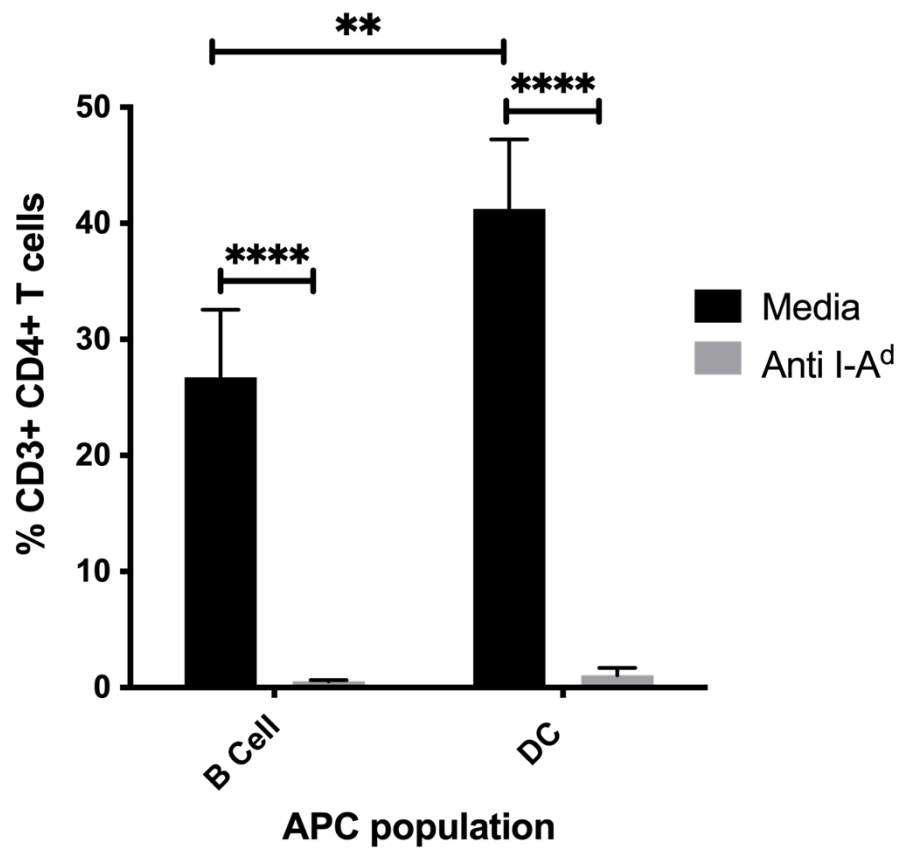 **
****
50
40
30
20
10
0
% CD3+ CD4+ T cells
****
Media
Anti I-Aᵈ
B Cell
DC
APC population